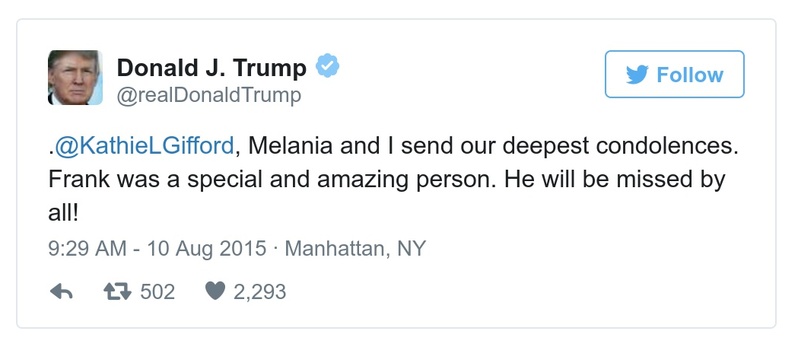 Donald J. Trump
@realDonaldTrump
Follow
.@KathieLGifford, Melania and I send our deepest condolences.
Frank was a special and amazing person. He will be missed by
all!
9:29 AM - 10 Aug 2015 · Manhattan, NY
502 2,293